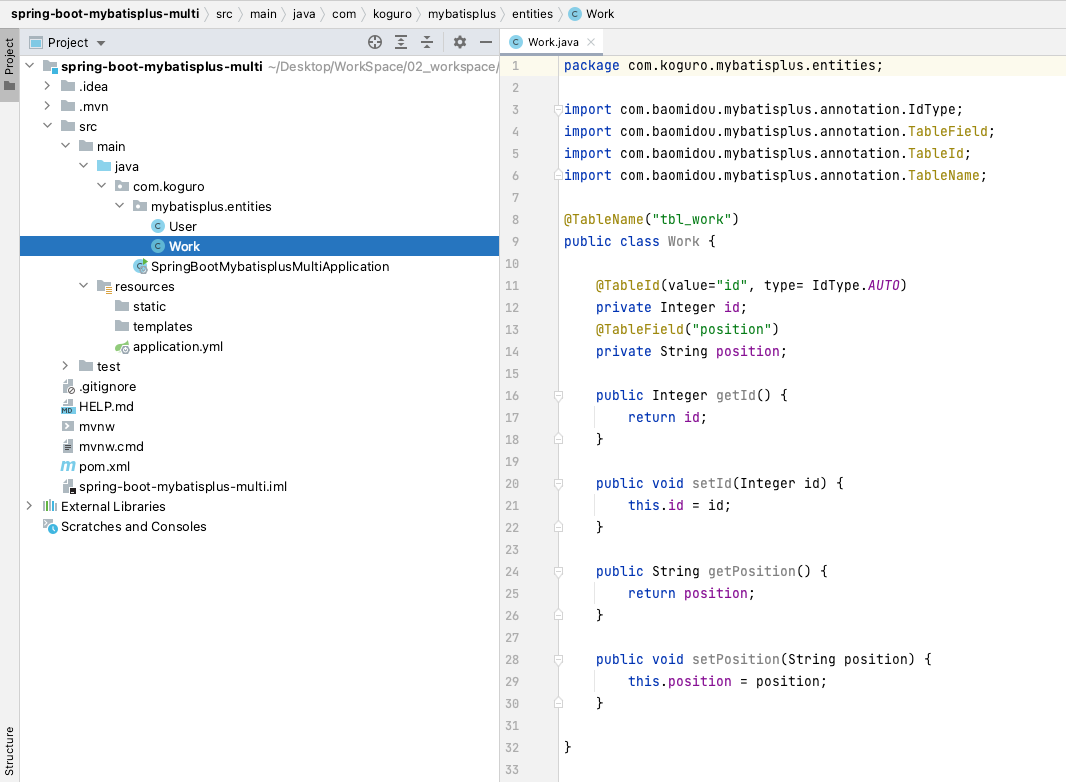 spring-boot-mybatisplus-multi src main java com koguro mybatisplus entities Work
Project
Structure
Project
spring-boot-mybatisplus-multi ~/Desktop/WorkSpace/02_workspace/
.idea
.mvn
src
main
java
com.koguro
mybatisplus.entities
User
Work
SpringBootMybatisplusMultiApplication
resources
static
templates
application.yml
test
.gitignore
HELP.md
mvnw
mvnw.cmd
pom.xml
spring-boot-mybatisplus-multi.iml
External Libraries
Scratches and Consoles
Work.java
1 package com.koguro.mybatisplus.entities;
2
3 import com.baomidou.mybatisplus.annotation.IdType;
4 import com.baomidou.mybatisplus.annotation.TableField;
5 import com.baomidou.mybatisplus.annotation.TableId;
6 import com.baomidou.mybatisplus.annotation.TableName;
7
8 @TableName("tbl_work")
9 public class Work {
10
11 @TableId(value="id", type= IdType.AUTO)
12 private Integer id;
13 @TableField("position")
14 private String position;
15
16 public Integer getId() {
17 return id;
18 }
19
20 public void setId(Integer id) {
21 this.id = id;
22 }
23
24 public String getPosition() {
25 return position;
26 }
27
28 public void setPosition(String position) {
29 this.position = position;
30 }
31
32 }
33